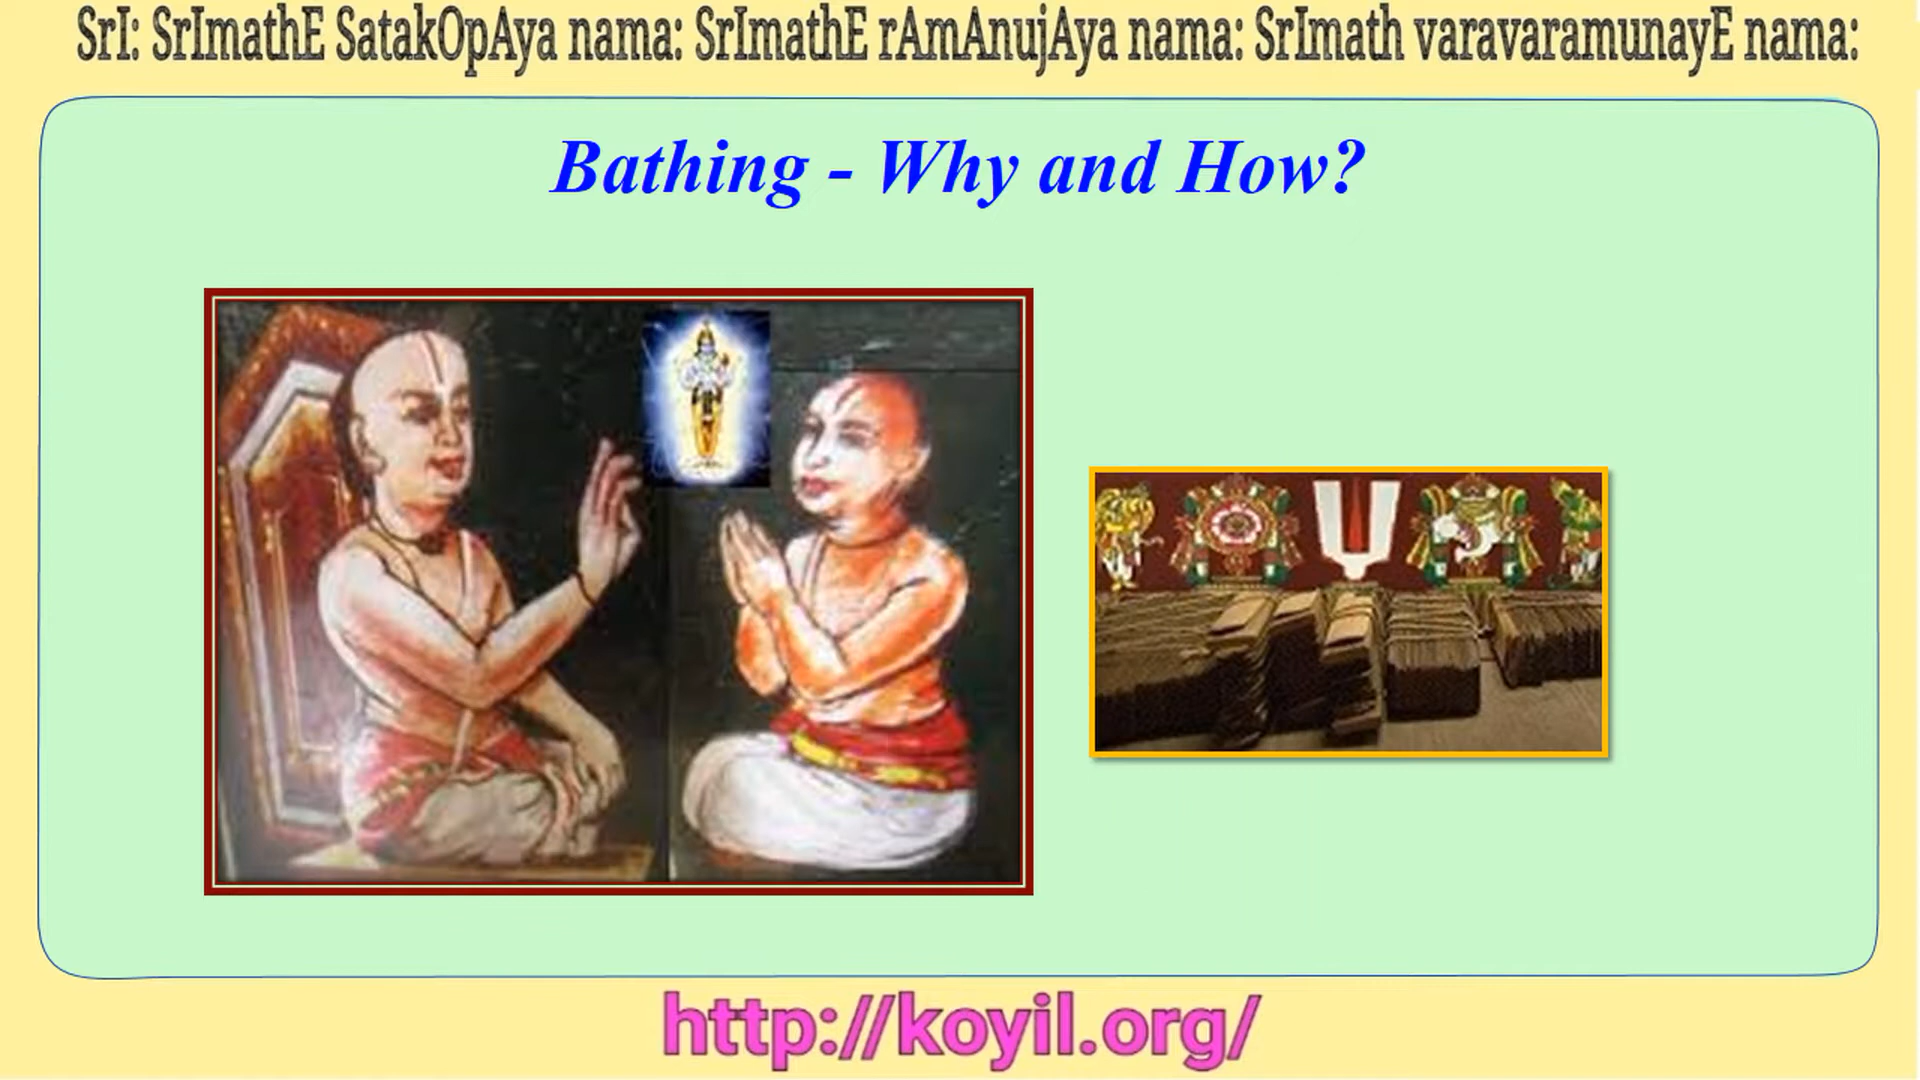 SrI: SrImathE SatakOpAya nama: SrImathE rAmAnujAya nama: SrImath varavaramunayE nama:
Bathing - Why and How?
http://koyil.org/